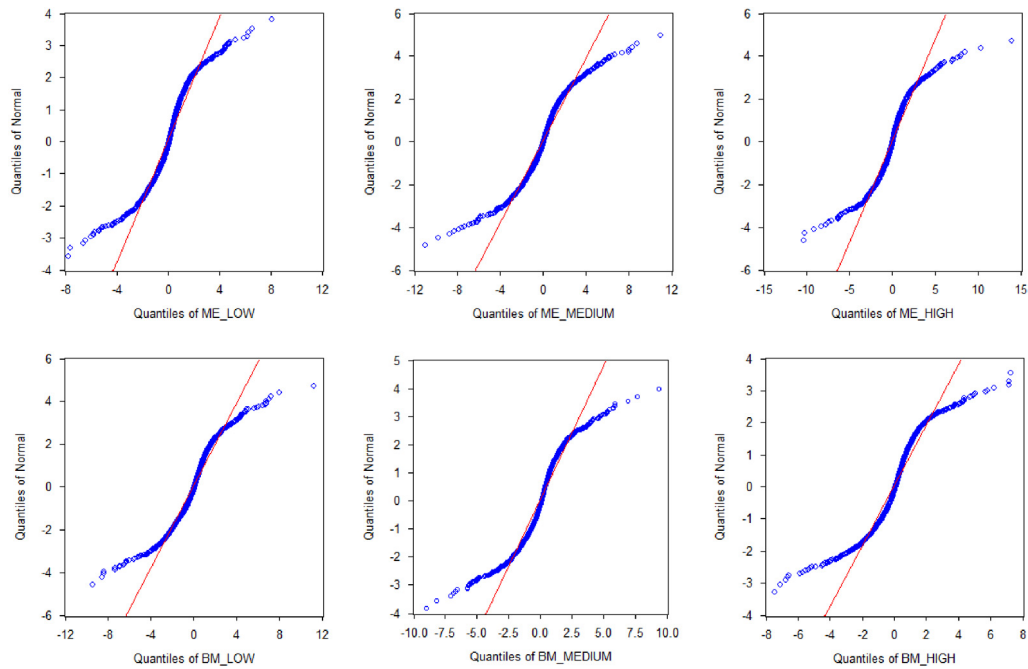 4
3
2
1
0
-1
-2
-3
-4
-8 -4 0 4 8 12
Quantiles of Normal
Quantiles of ME_LOW
6
4
2
0
-2
-4
-6
-12 -8 -4 0 4 8 12
Quantiles of Normal
Quantiles of ME_MEDIUM
6
4
2
0
-2
-4
-6
-15 -10 -5 0 5 10 15
Quantiles of Normal
Quantiles of ME_HIGH
6
4
2
0
-2
-4
-6
-12 -8 -4 0 4 8 12
Quantiles of Normal
Quantiles of BM_LOW
5
4
3
2
1
0
-1
-2
-3
-4
-10.0 -7.5 -5.0 -2.5 0.0 2.5 5.0 7.5 10.0
Quantiles of Normal
Quantiles of BM_MEDIUM
4
3
2
1
0
-1
-2
-3
-4
-8 -6 -4 -2 0 2 4 6 8
Quantiles of Normal
Quantiles of BM_HIGH